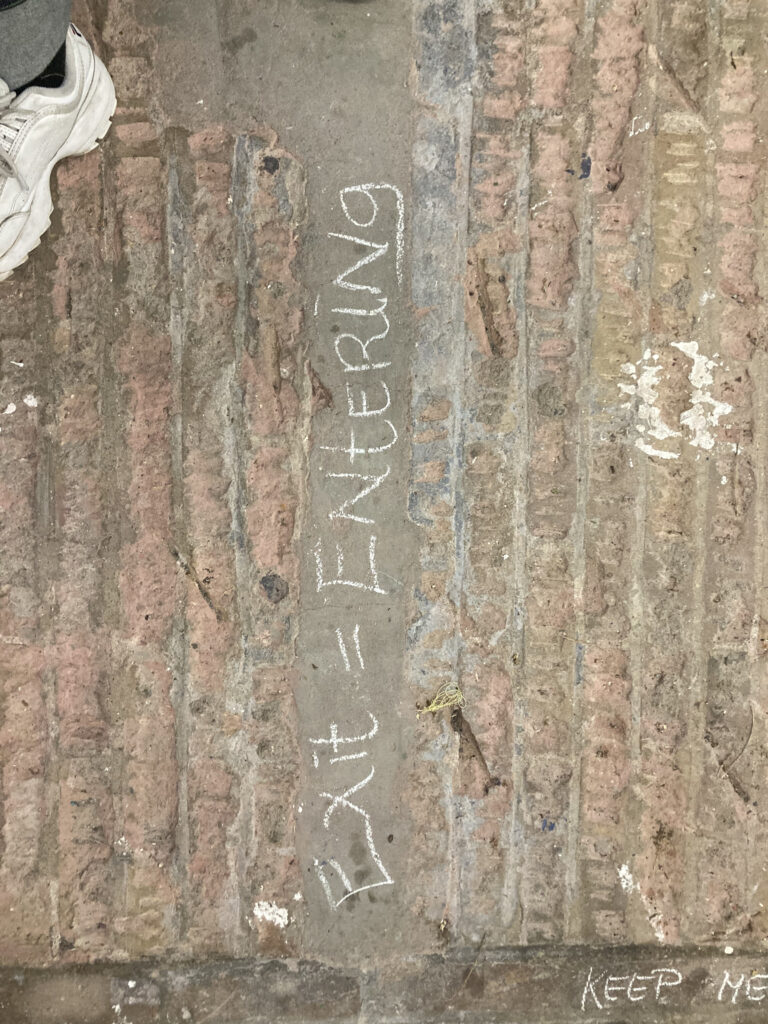 Exit = ENtERiNg
KEEP ME